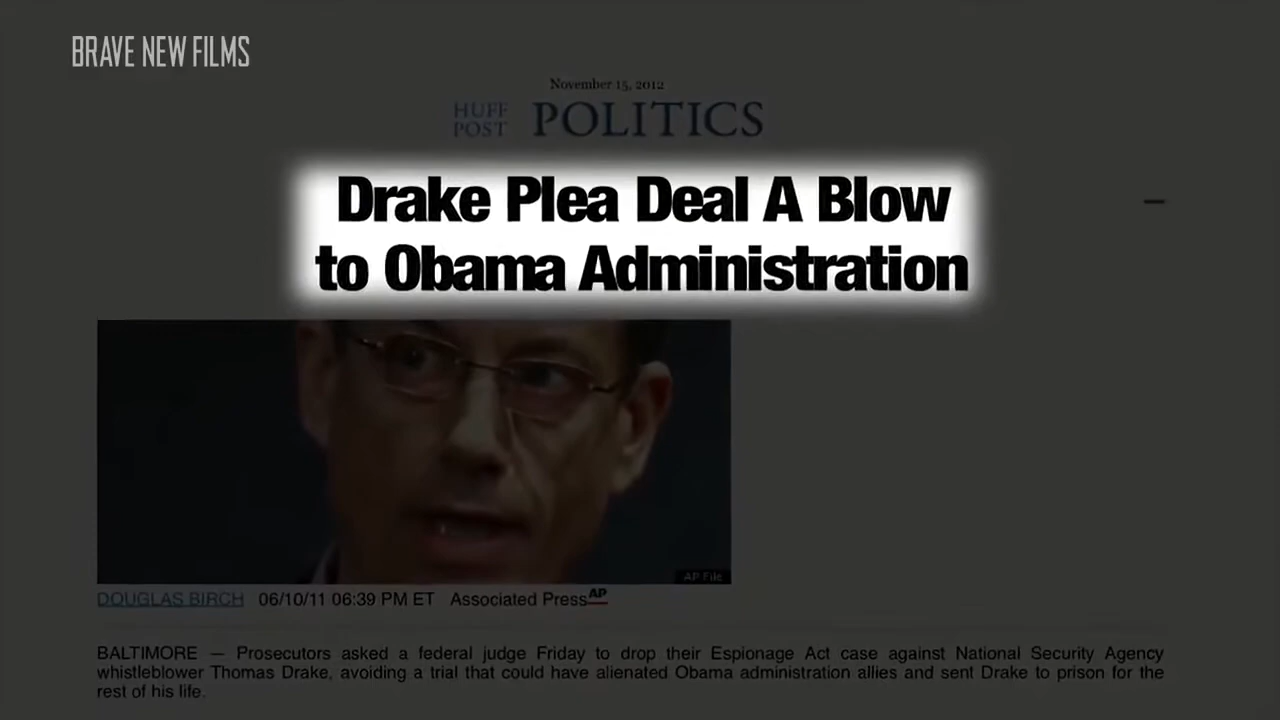 BRAVE NEW FILMS
November 15, 2012
HUFF
POST
POLITICS
Drake Plea Deal A Blow
to Obama Administration
AP File
DOUGLAS BIRCH 06/10/11 06:39 PM ET Associated Press AP
BALTIMORE — Prosecutors asked a federal judge Friday to drop their Espionage Act case against National Security Agency
whistleblower Thomas Drake, avoiding a trial that could have alienated Obama administration allies and sent Drake to prison for the
rest of his life.